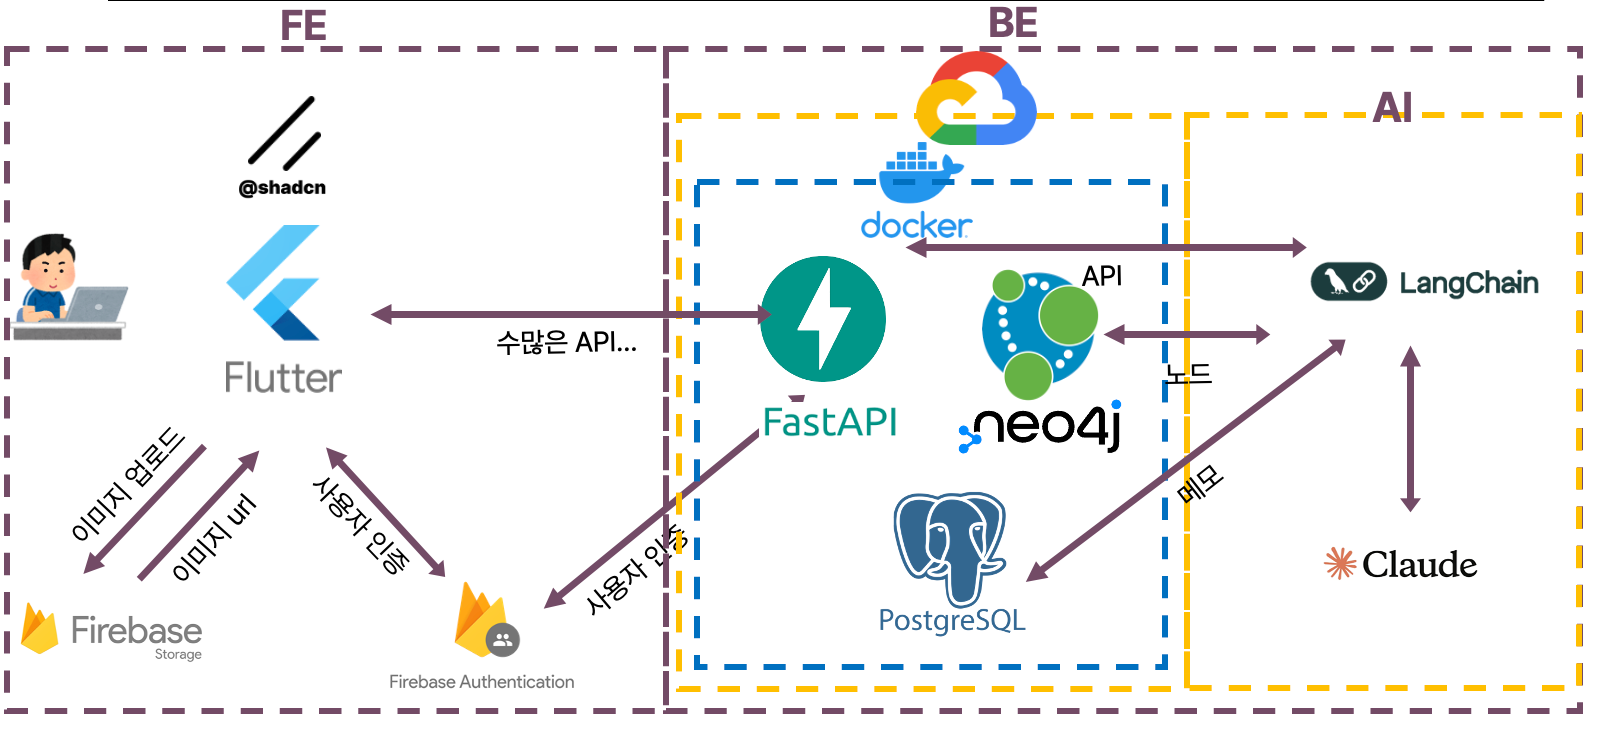 FE
BE
AI
@shadcn
docker
API
LangChain
수많은 API...
Flutter
노드
FastAPI
neo4j
이미지 업로드
이미지 url
사용자 인증
사용자 인증
메모
Claude
PostgreSQL
Firebase
Storage
Firebase Authentication